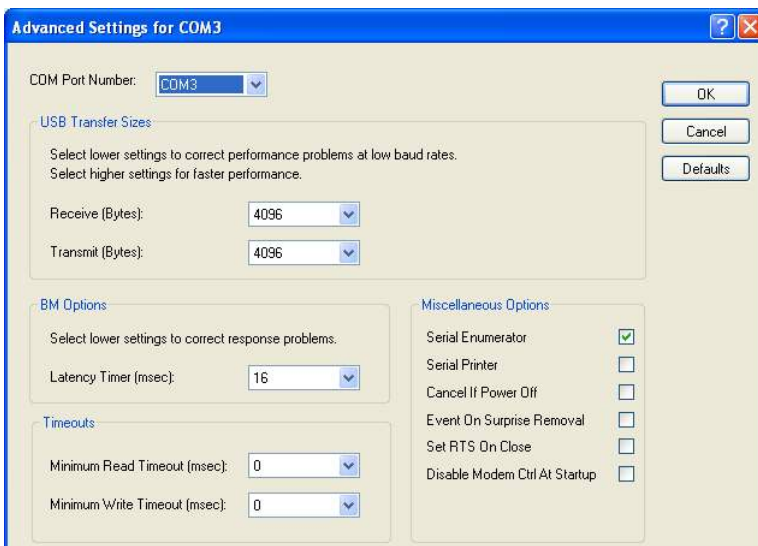 Advanced Settings for COM3
COM Port Number: COM3
OK
Cancel
Defaults
USB Transfer Sizes
Select lower settings to correct performance problems at low baud rates.
Select higher settings for faster performance.
Receive (Bytes): 4096
Transmit (Bytes): 4096
BM Options
Select lower settings to correct response problems.
Latency Timer (msec): 16
Timeouts
Minimum Read Timeout (msec): 0
Minimum Write Timeout (msec): 0
Miscellaneous Options
Serial Enumerator
Serial Printer
Cancel If Power Off
Event On Surprise Removal
Set RTS On Close
Disable Modem Ctrl At Startup